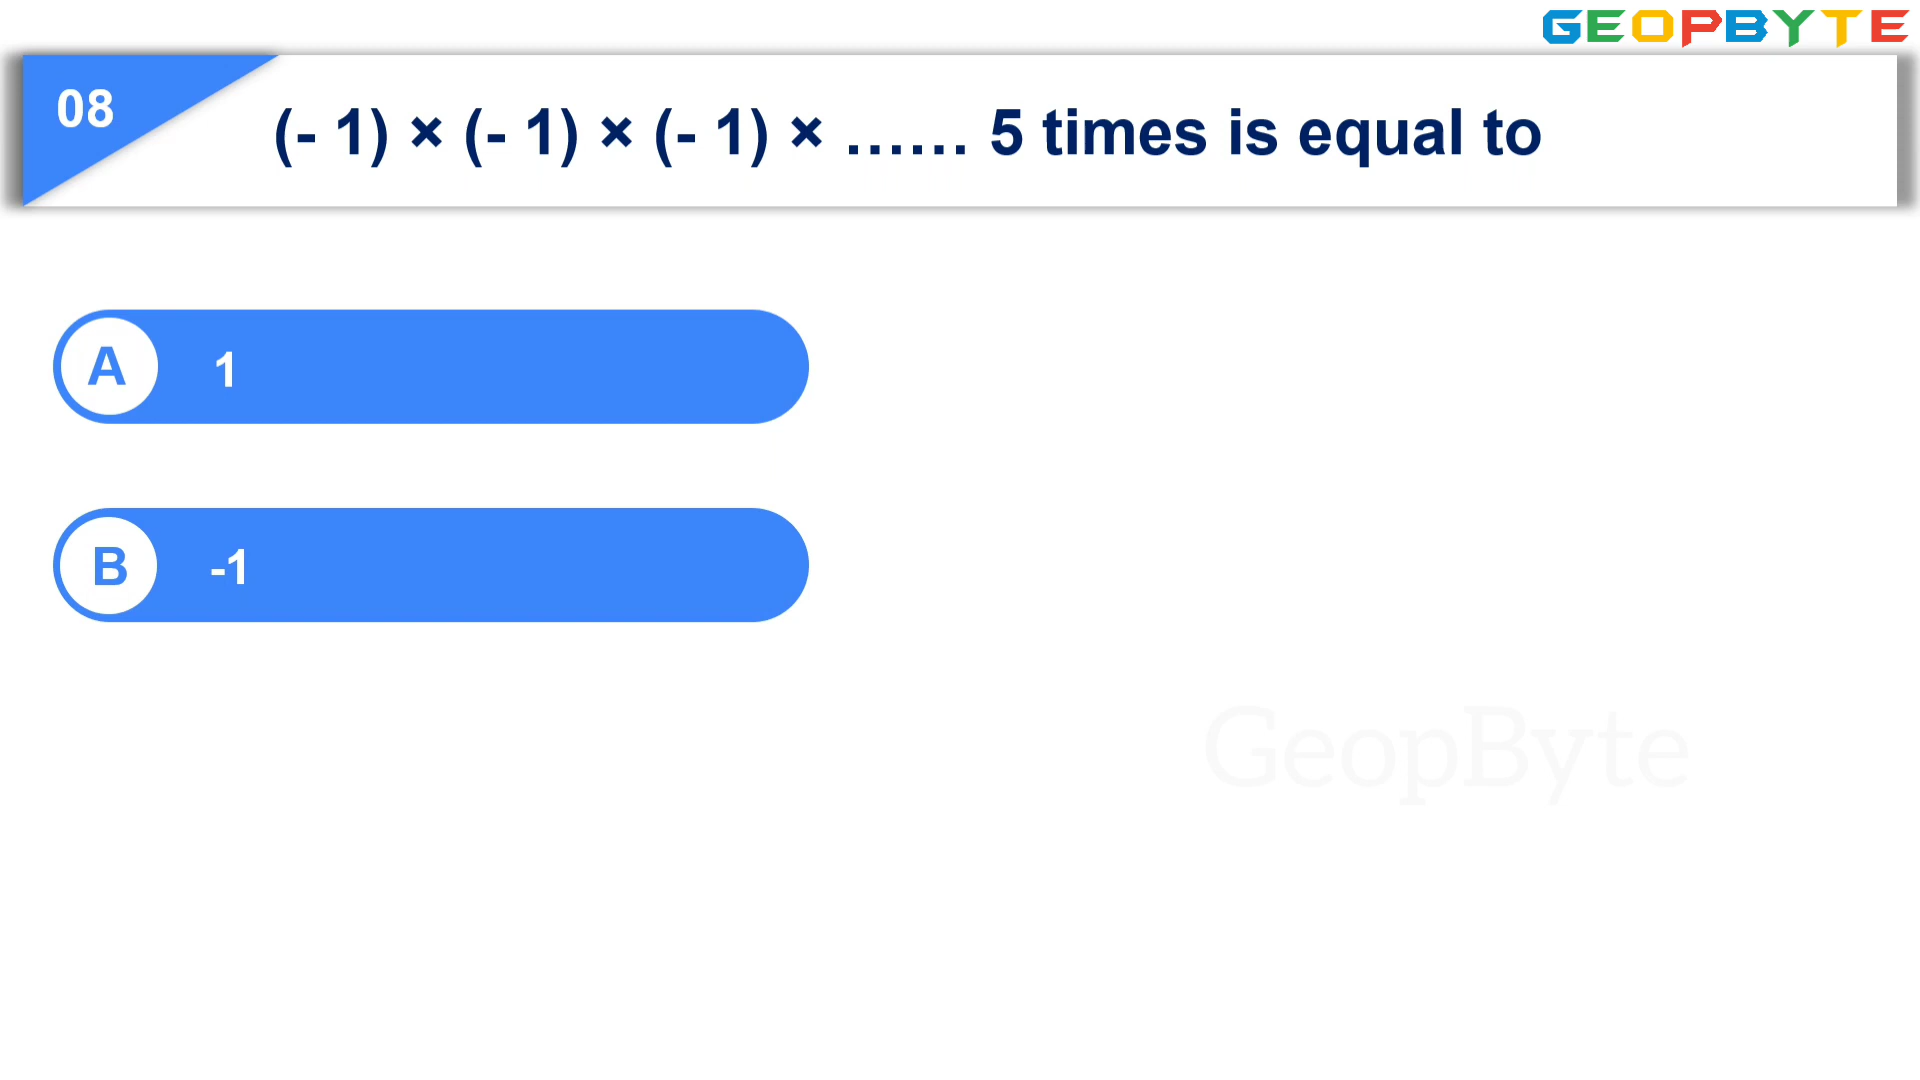 GEOPBYTE
08
(- 1) × (- 1) × (- 1) × ...... 5 times is equal to
A 1
B -1
GeopByte